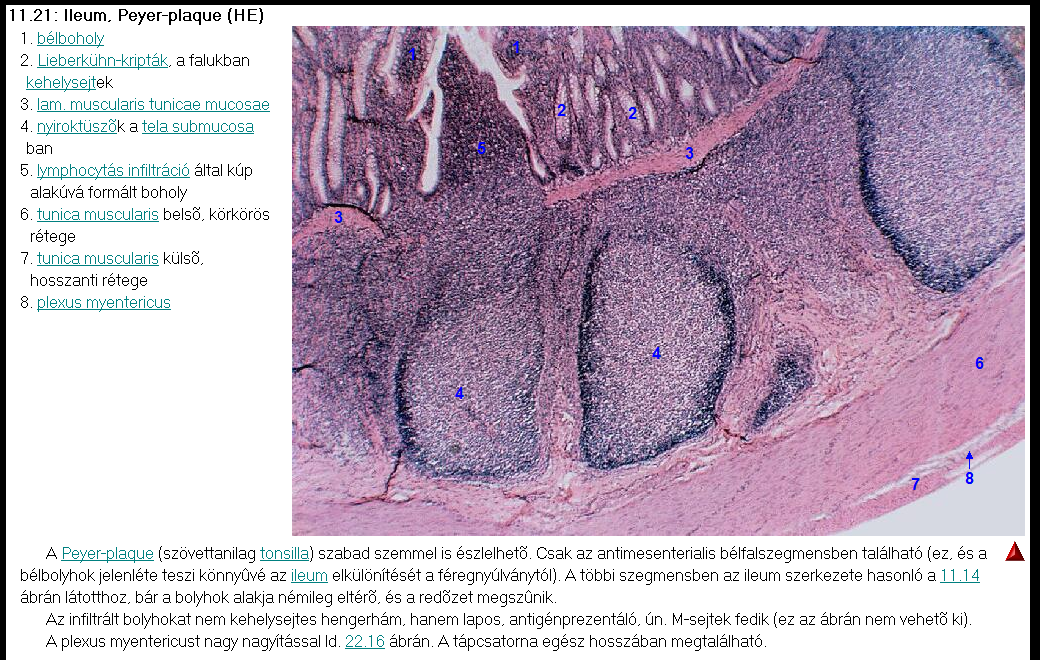 11.21: Ileum, Peyer-plaque (HE)
1. bélboholy
2. Lieberkühn-kripták, a falukban
kehelysejtek
3. lam. muscularis tunicae mucosae
4. nyiroktüszõk a tela submucosa
ban
5. lymphocytás infiltráció által kúp
alakúvá formált boholy
6. tunica muscularis belsõ, körkörös
rétege
7. tunica muscularis külsõ,
hosszanti rétege
8. plexus myentericus
1
1
2
2
5
3
3
4
4
6
7
8
A Peyer-plaque (szövettanilag tonsilla) szabad szemmel is észlelhetõ. Csak az antimesenterialis bélfalszegmensben található (ez, és a
bélbolyhok jelenléte teszi könnyûvé az ileum elkülönítését a féregnyúlványtól). A többi szegmensben az ileum szerkezete hasonló a 11.14
ábrán látotthoz, bár a bolyhok alakja némileg eltérõ, és a redõzet megszûnik.
Az infiltrált bolyhokat nem kehelysejtes hengerhám, hanem lapos, antigénprezentáló, ún. M-sejtek fedik (ez az ábrán nem vehetõ ki).
A plexus myentericust nagy nagyítással ld. 22.16 ábrán. A tápcsatorna egész hosszában megtalálható.